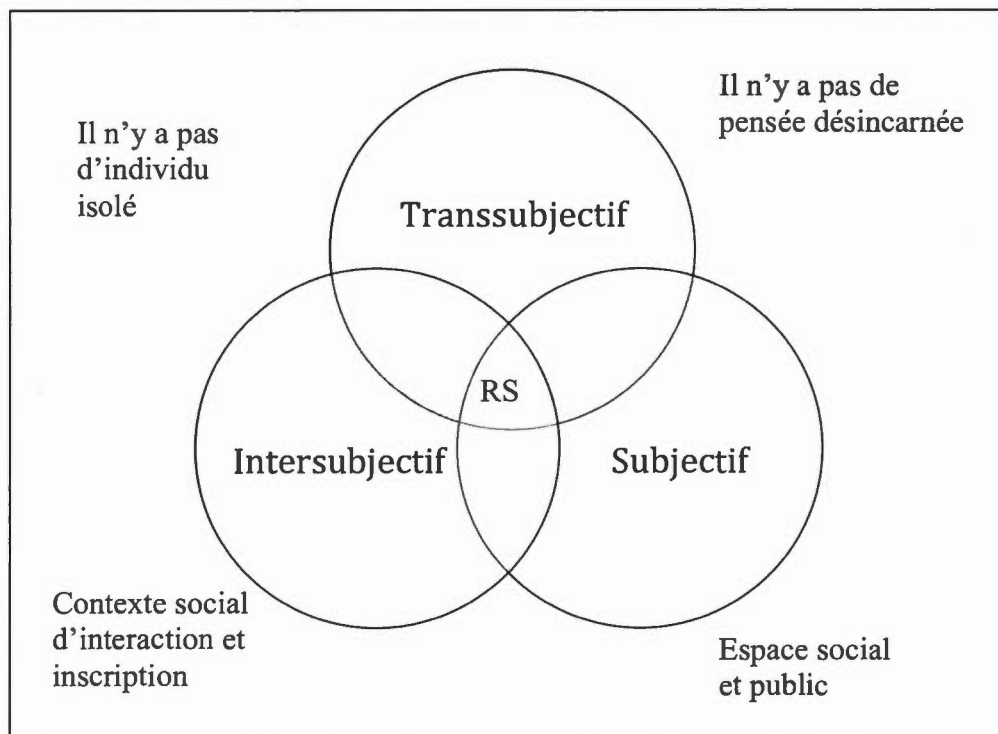 Il n'y a pas
d'individu
isolé
Il n'y a pas de
pensée désincarnée
Transsubjectif
RS
Intersubjectif
Subjectif
Contexte social
d'interaction et
inscription
Espace social
et public